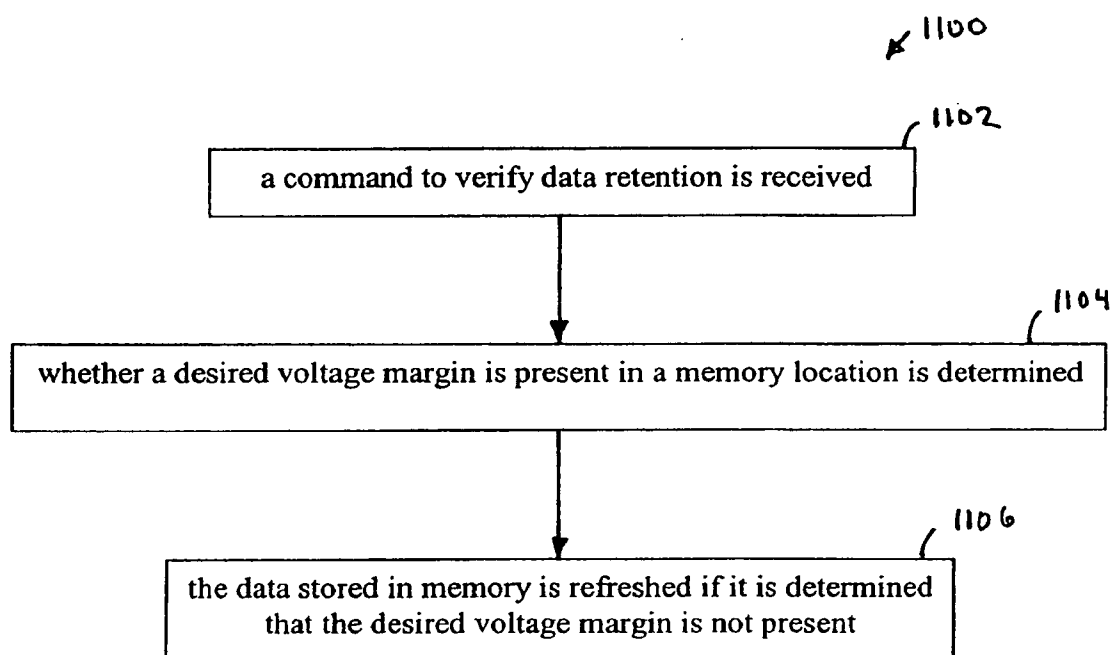 1100
1102
a command to verify data retention is received
1104
whether a desired voltage margin is present in a memory location is determined
1106
the data stored in memory is refreshed if it is determined
that the desired voltage margin is not present